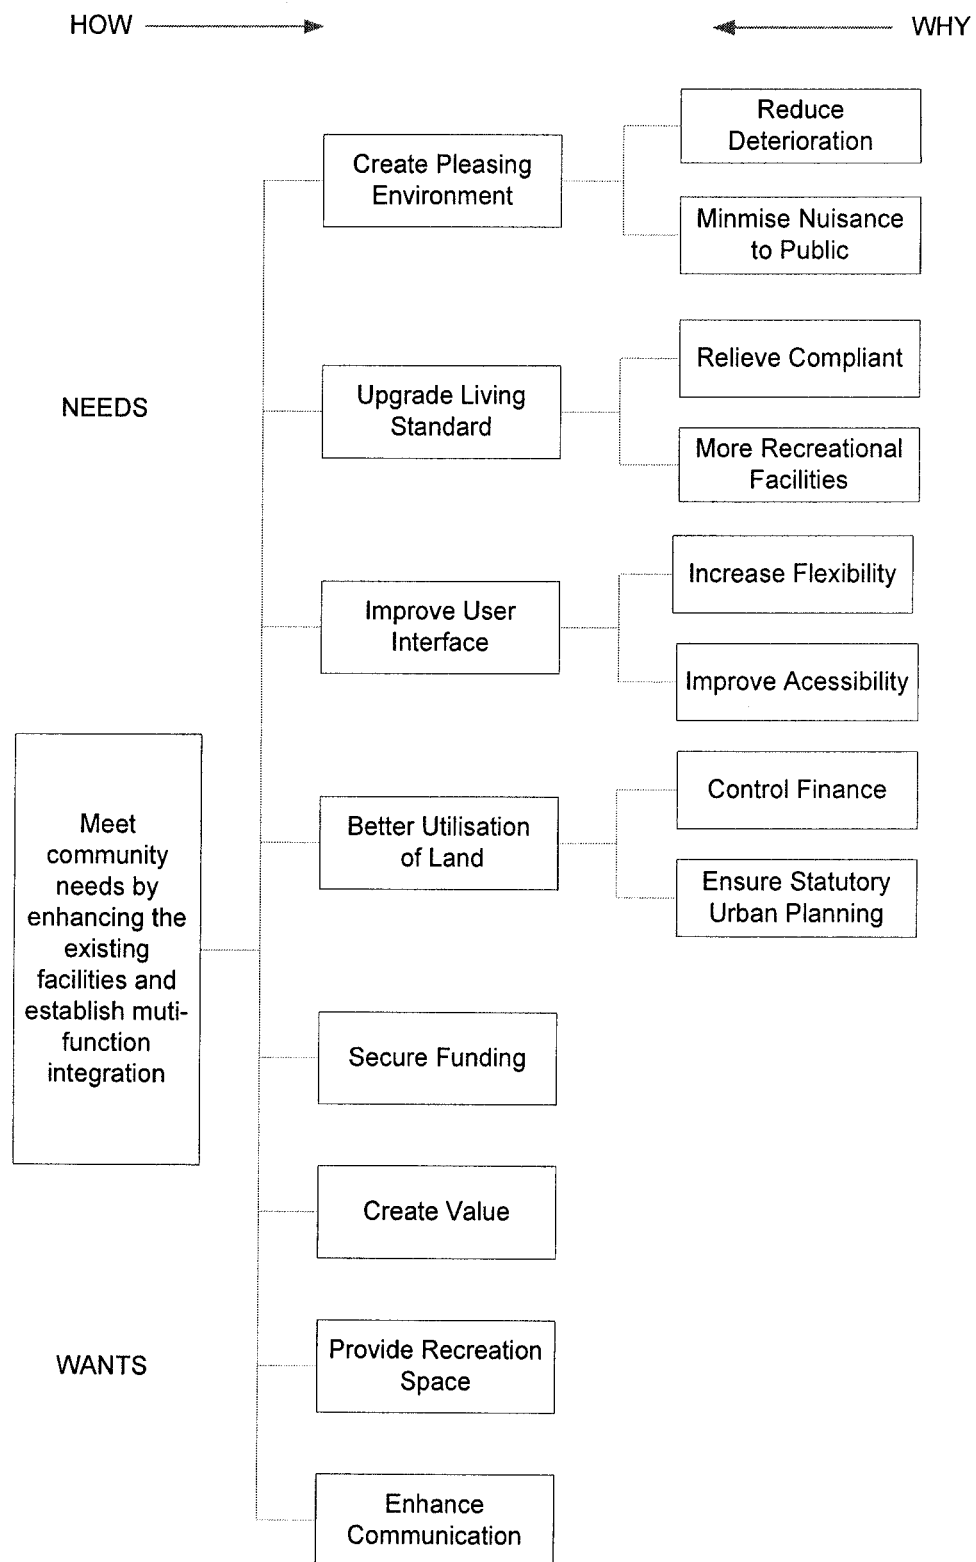 HOW
WHY
Reduce
Deterioration
Create Pleasing
Environment
Minmise Nuisance
to Public
Relieve Compliant
NEEDS
Upgrade Living
Standard
More Recreational
Facilities
Increase Flexibility
Improve User
Interface
Improve Acessibility
Control Finance
Meet
community
needs by
enhancing the
existing
facilities and
establish muti-
function
integration
Better Utilisation
of Land
Ensure Statutory
Urban Planning
Secure Funding
Create Value
WANTS
Provide Recreation
Space
Enhance
Communication